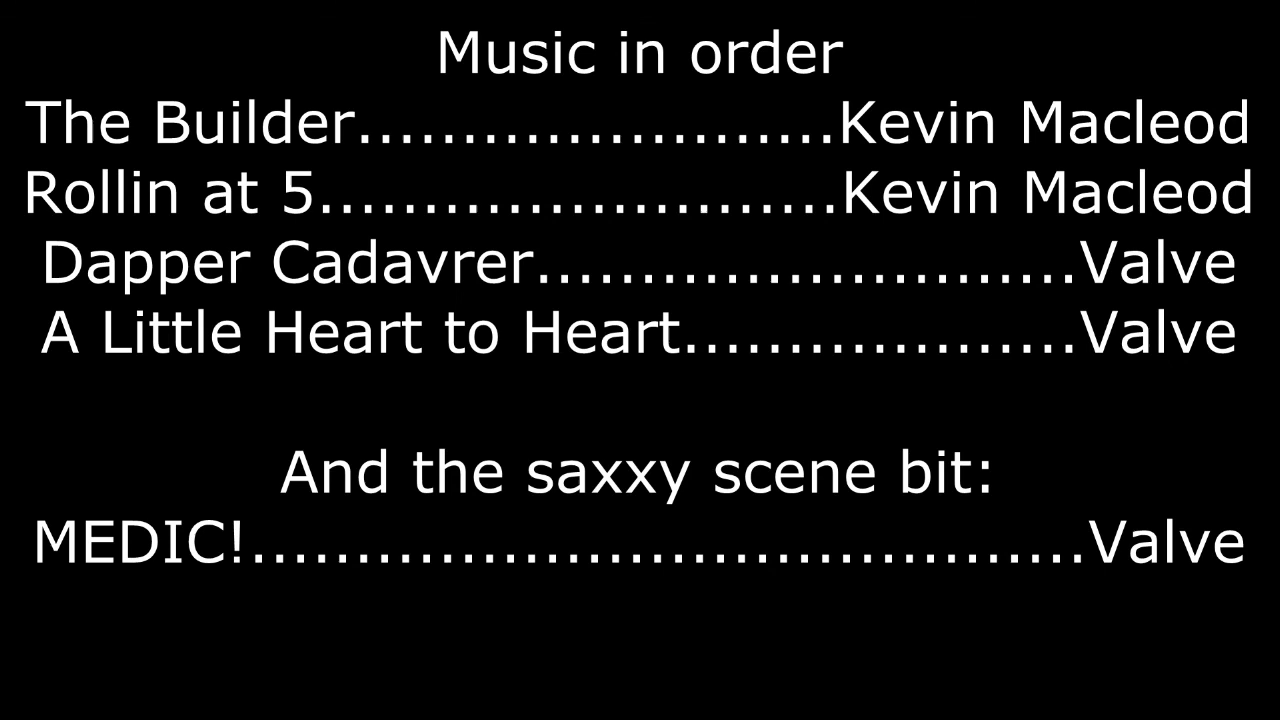 Music in order
The Builder.......................Kevin Macleod
Rollin at 5.........................Kevin Macleod
Dapper Cadavrer..........................Valve
A Little Heart to Heart...................Valve
And the saxxy scene bit:
MEDIC!........................................Valve